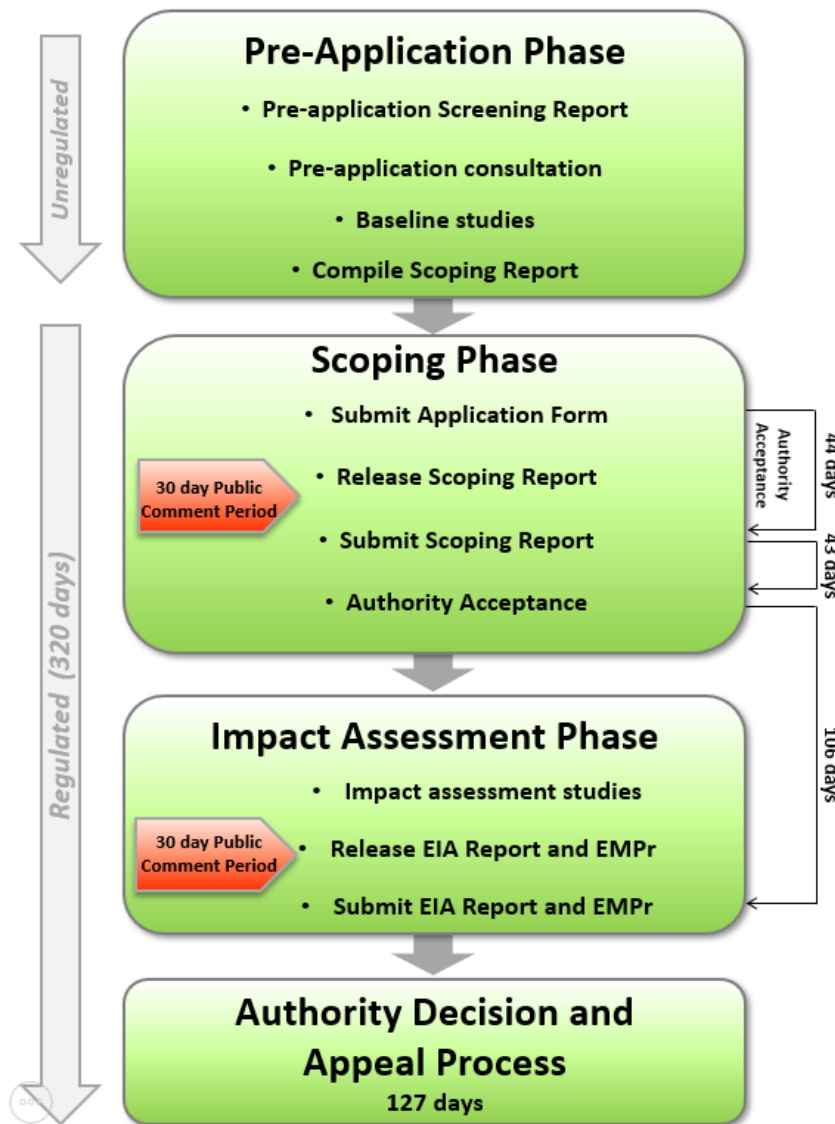 Unregulated
Pre-Application Phase
• Pre-application Screening Report
• Pre-application consultation
• Baseline studies
• Compile Scoping Report
Regulated (320 days)
Scoping Phase
• Submit Application Form
30 day Public
Comment Period
• Release Scoping Report
• Submit Scoping Report
• Authority Acceptance
Authority
Acceptance
44 days
43 days
106 days
Impact Assessment Phase
• Impact assessment studies
30 day Public
Comment Period
• Release EIA Report and EMPr
• Submit EIA Report and EMPr
Authority Decision and
Appeal Process
127 days